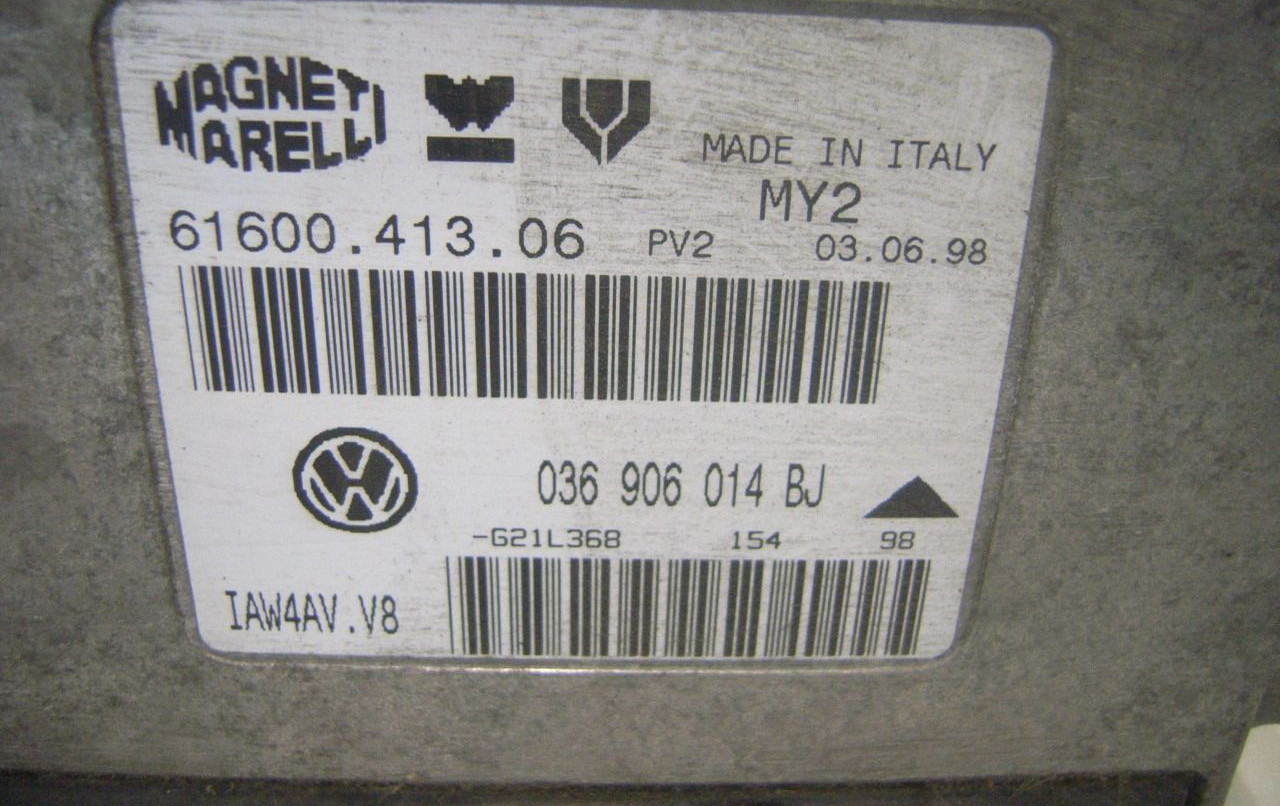 MAGNETI
MARELLI
MADE IN ITALY
MY2
61600.413.06 PV2 03.06.98
036 906 014 BJ
-G21L368 154 98
IAW4AV.V8